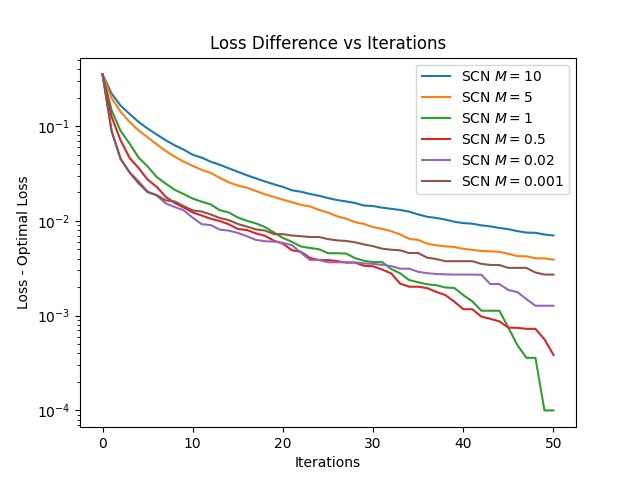 Loss Difference vs Iterations
SCN M = 10
SCN M = 5
SCN M = 1
SCN M = 0.5
SCN M = 0.02
SCN M = 0.001
Loss - Optimal Loss
10⁻¹
10⁻²
10⁻³
10⁻⁴
0 10 20 30 40 50
Iterations